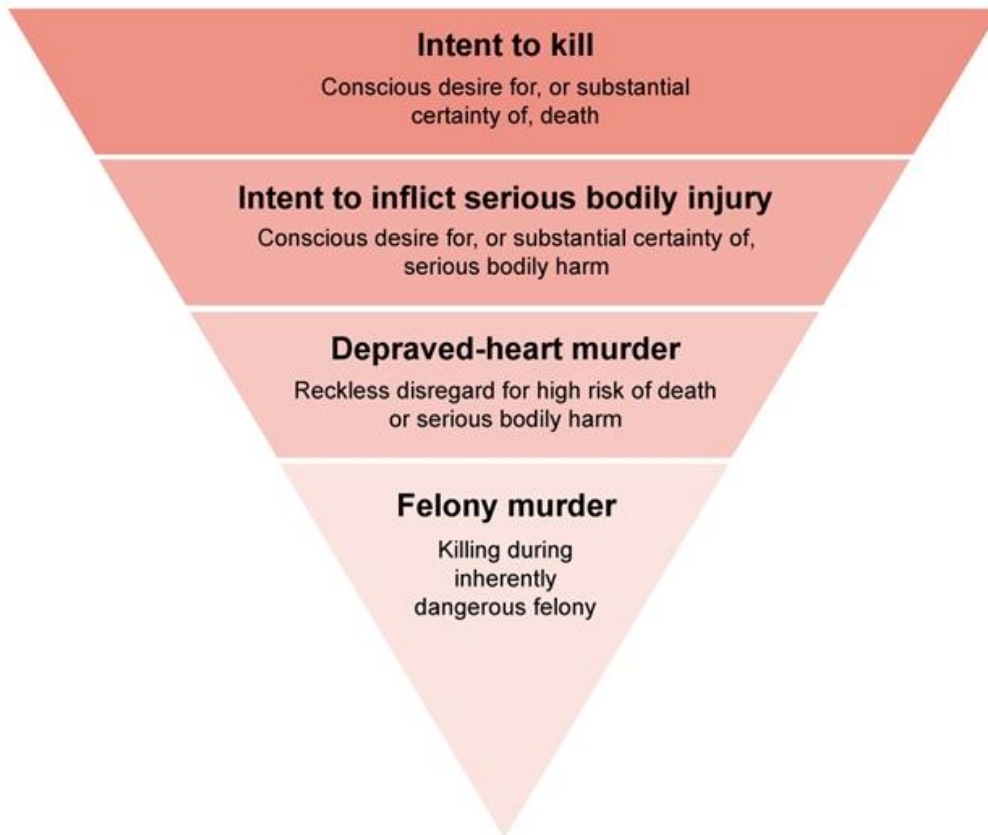 Intent to kill
Conscious desire for, or substantial
certainty of, death
Intent to inflict serious bodily injury
Conscious desire for, or substantial certainty of,
serious bodily harm
Depraved-heart murder
Reckless disregard for high risk of death
or serious bodily harm
Felony murder
Killing during
inherently
dangerous felony